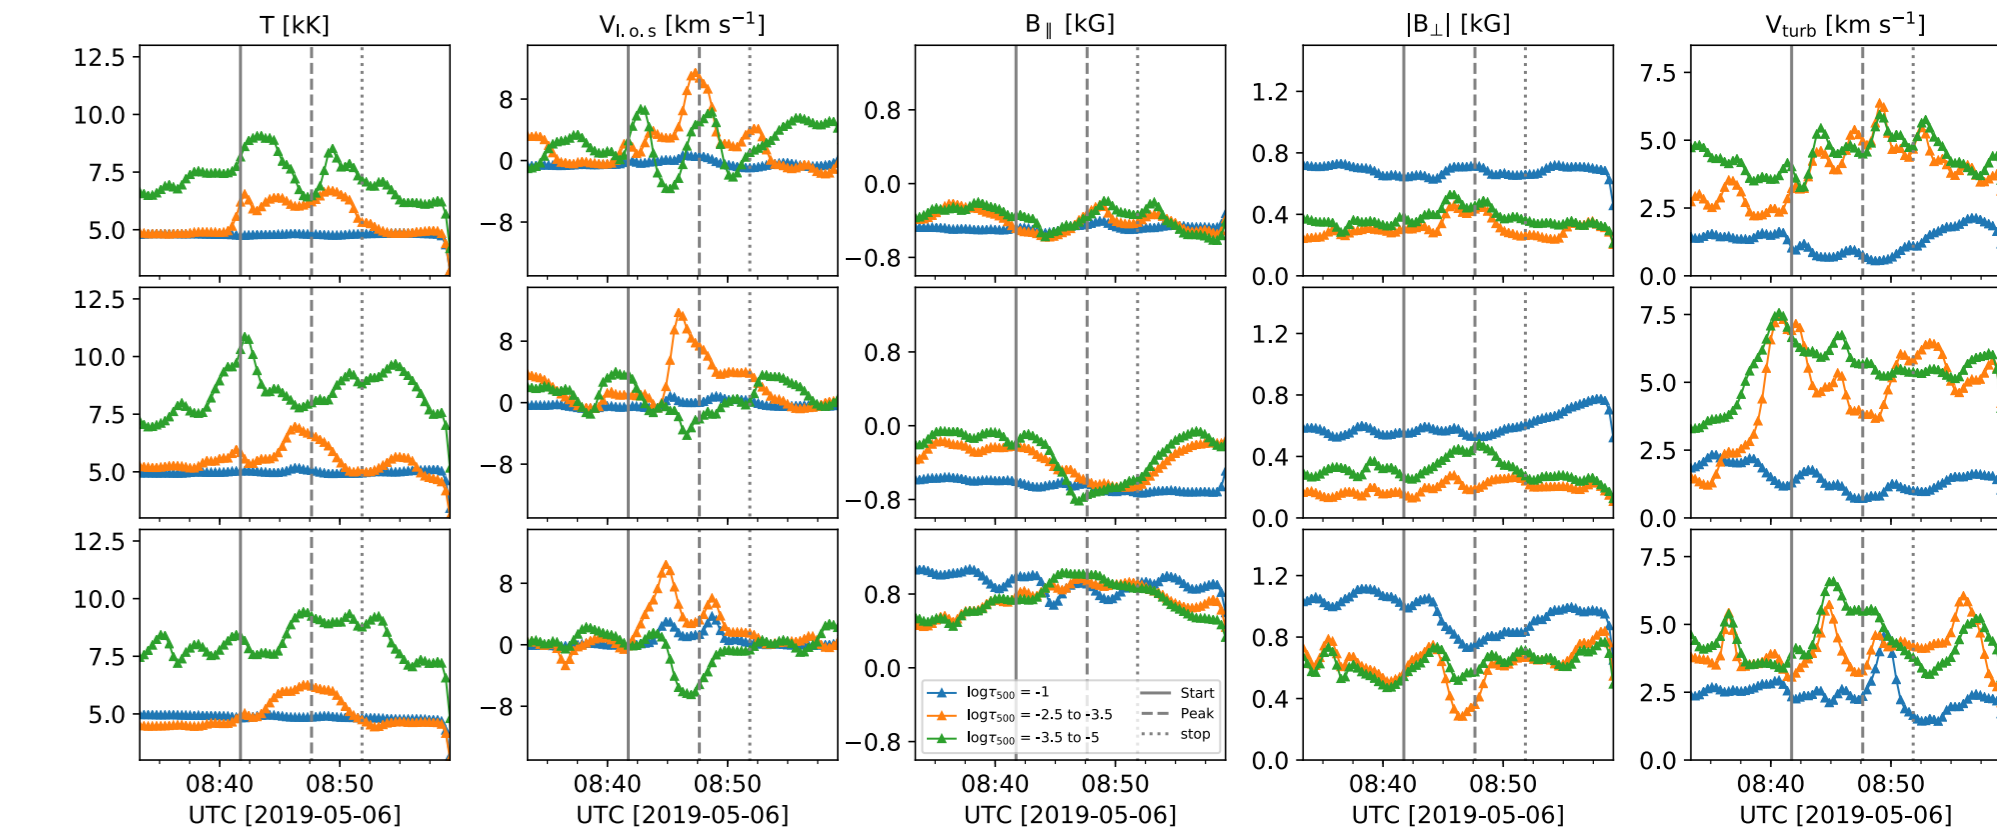 T [kK] V_{l.o.s} [km s⁻¹] B_∥ [kG] |B_⊥| [kG] V_{turb} [km s⁻¹]
12.5 10.0 7.5 5.0
8 0 −8
0.8 0.0 −0.8
1.2 0.8 0.4 0.0
7.5 5.0 2.5 0.0
12.5 10.0 7.5 5.0
8 0 −8
0.8 0.0 −0.8
1.2 0.8 0.4 0.0
7.5 5.0 2.5 0.0
12.5 10.0 7.5 5.0
8 0 −8
0.8 0.0 −0.8
logτ₅₀₀ = -1
logτ₅₀₀ = -2.5 to -3.5
logτ₅₀₀ = -3.5 to -5
Start
Peak
stop
1.2 0.8 0.4 0.0
7.5 5.0 2.5 0.0
08:40 08:50 08:40 08:50 08:40 08:50 08:40 08:50 08:40 08:50
UTC [2019-05-06] UTC [2019-05-06] UTC [2019-05-06] UTC [2019-05-06] UTC [2019-05-06]